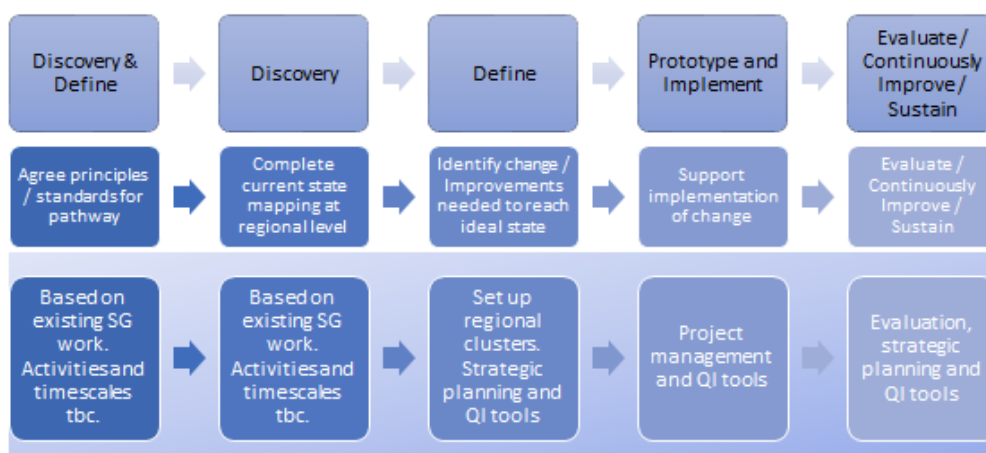 Discovery &
Define
Discovery
Define
Prototype and
Implement
Evaluate /
Continuously
Improve /
Sustain
Agree principles
/ standards for
pathway
Complete
current state
mapping at
regional level
Identify change /
Improvements
needed to reach
ideal state
Support
implementation
of change
Evaluate /
Continuously
Improve /
Sustain
Based on
existing SG
work.
Activities and
timescales
tbc.
Based on
existing SG
work.
Activities and
timescales
tbc.
Set up
regional
clusters.
Strategic
planning and
QI tools
Project
management
and QI tools
Evaluation,
strategic
planning and
QI tools